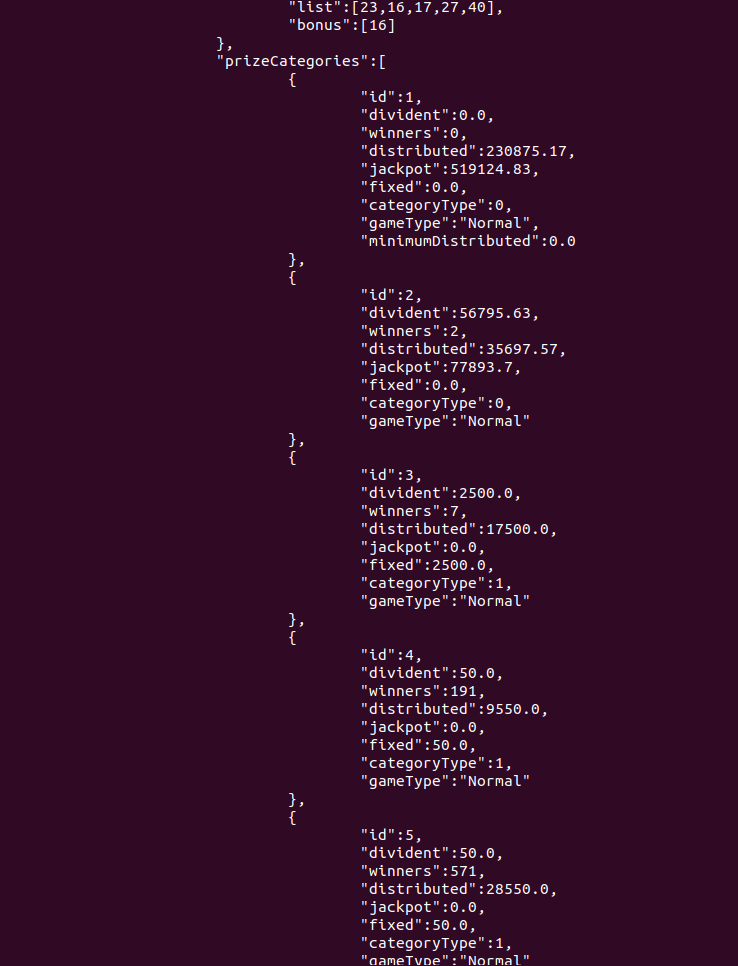 "list":[23,16,17,27,40],
"bonus":[16]
},
"prizeCategories":[
{
"id":1,
"divident":0.0,
"winners":0,
"distributed":230875.17,
"jackpot":519124.83,
"fixed":0.0,
"categoryType":0,
"gameType":"Normal",
"minimumDistributed":0.0
},
{
"id":2,
"divident":56795.63,
"winners":2,
"distributed":35697.57,
"jackpot":77893.7,
"fixed":0.0,
"categoryType":0,
"gameType":"Normal"
},
{
"id":3,
"divident":2500.0,
"winners":7,
"distributed":17500.0,
"jackpot":0.0,
"fixed":2500.0,
"categoryType":1,
"gameType":"Normal"
},
{
"id":4,
"divident":50.0,
"winners":191,
"distributed":9550.0,
"jackpot":0.0,
"fixed":50.0,
"categoryType":1,
"gameType":"Normal"
},
{
"id":5,
"divident":50.0,
"winners":571,
"distributed":28550.0,
"jackpot":0.0,
"fixed":50.0,
"categoryType":1,
"gameType":"Normal"